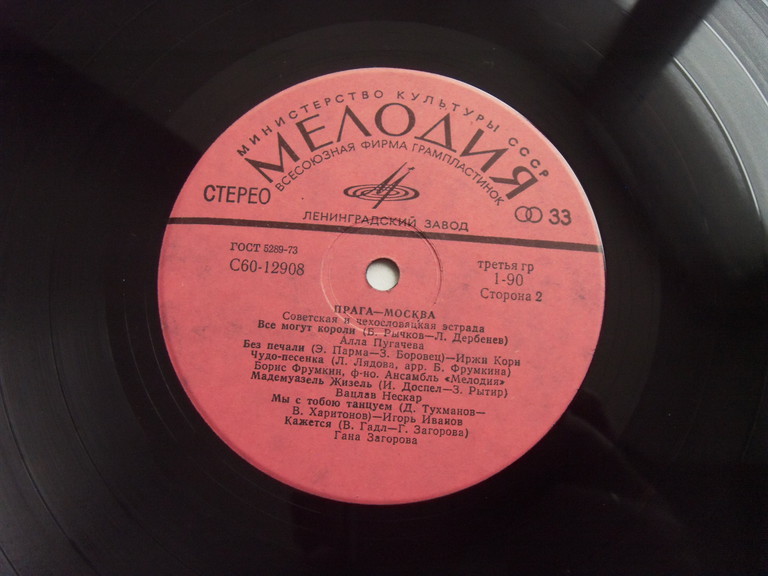 МИНИСТЕРСТВО КУЛЬТУРЫ СССР
МЕЛОДИЯ
ВСЕСОЮЗНАЯ ФИРМА ГРАМПЛАСТИНОК
СТЕРЕО
33
ЛЕНИНГРАДСКИЙ ЗАВОД
ГОСТ 5289-73
С60-12908
третья гр
1-90
Сторона 2
ПРАГА—МОСКВА
Советская и чехословацкая эстрада
Все могут короли (Б. Рычков—Л. Дербенев)
Алла Пугачева
Без печали (Э. Парма—З. Боровец)—Иржи Корн
Чудо-песенка (Л. Лядова, арр. Б. Фрумкина)
Борис Фрумкин, ф-но. Ансамбль «Мелодия»
Мадемуазель Жизель (И. Доспел—З. Рытир)
Вацлав Нескар
Мы с тобою танцуем (Д. Тухманов—
В. Харитонов)—Игорь Иванов
Кажется (В. Гадл—Г. Загорова)
Гана Загорова